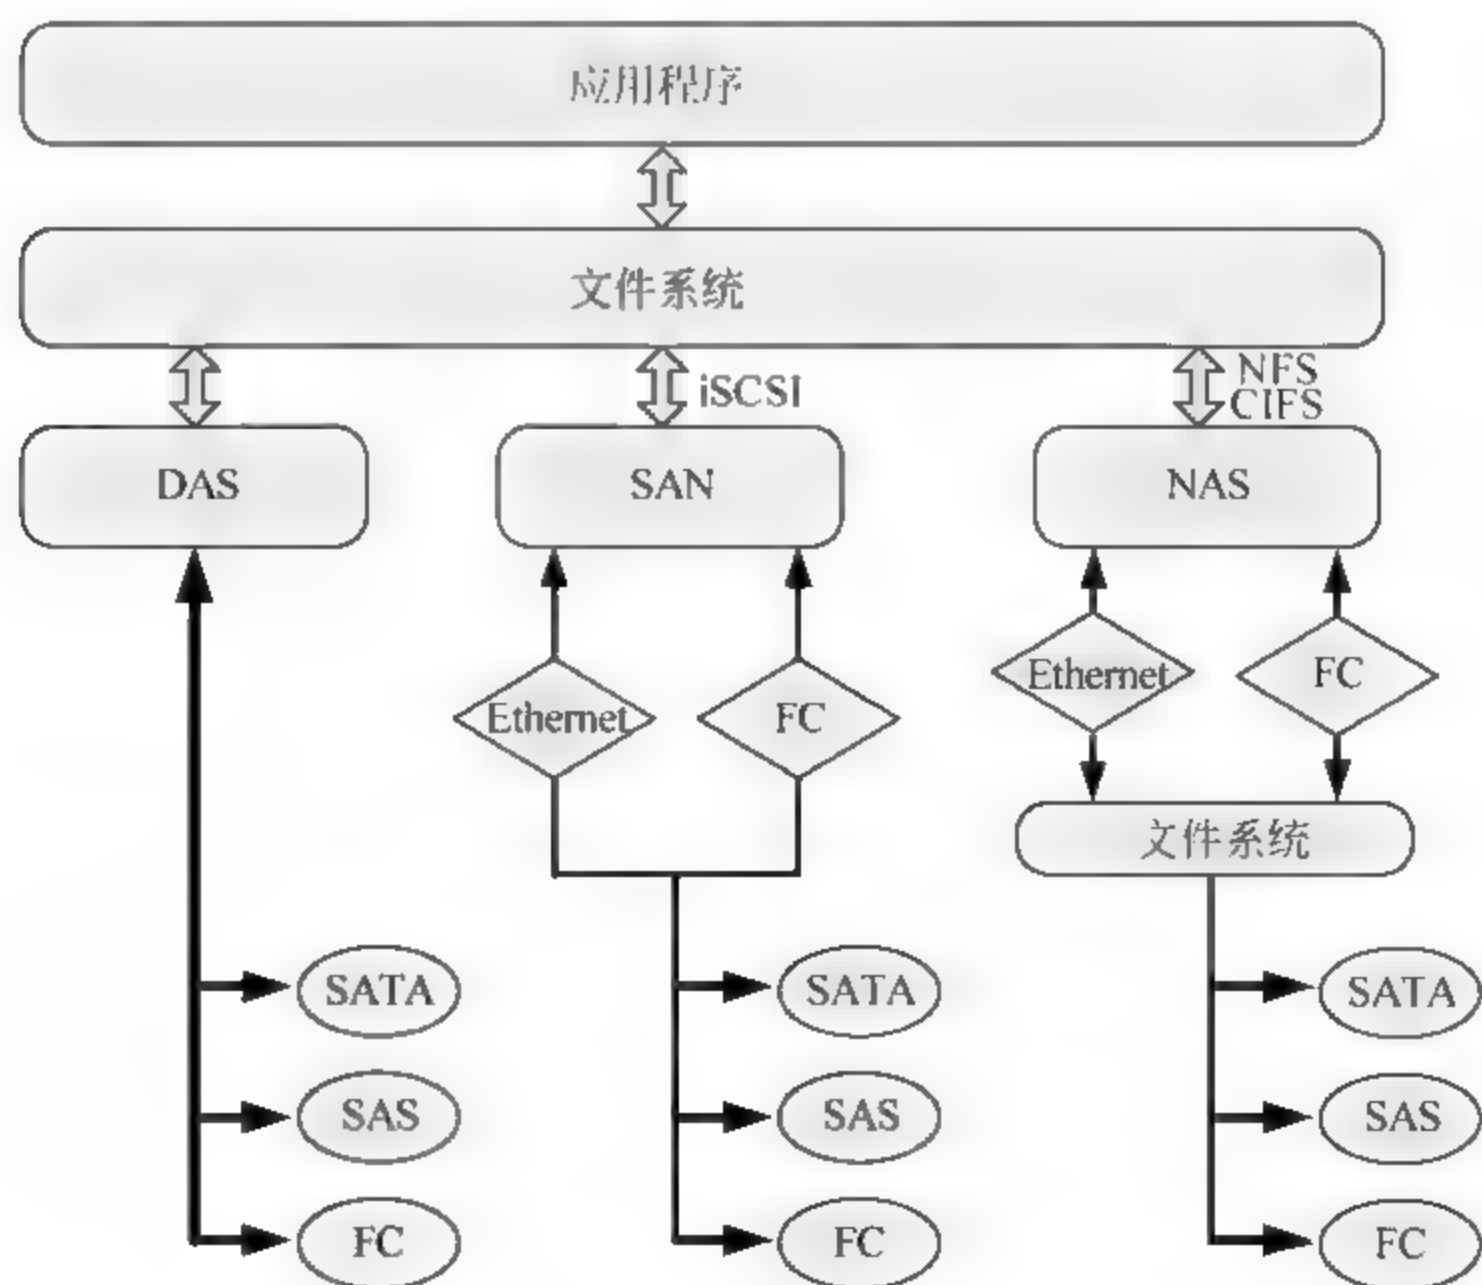 应用程序
文件系统
iSCSI
NFS
CIFS
DAS
SAN
NAS
Ethernet
FC
Ethernet
FC
文件系统
SATA
SATA
SATA
SAS
SAS
SAS
FC
FC
FC